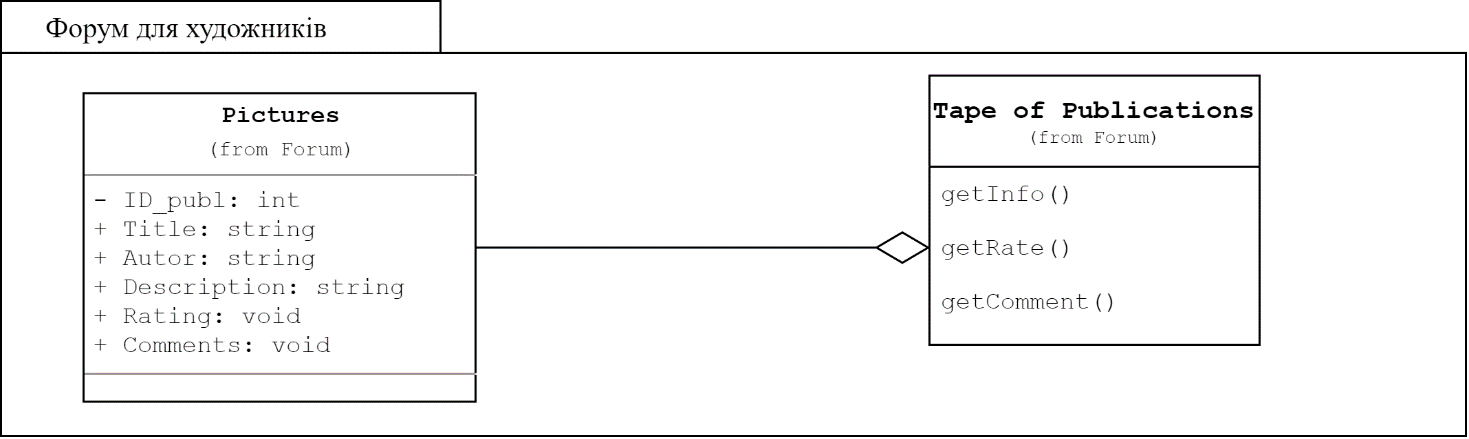 Форум для художників
Pictures
(from Forum)
- ID_publ: int
+ Title: string
+ Autor: string
+ Description: string
+ Rating: void
+ Comments: void
Tape of Publications
(from Forum)
getInfo()
getRate()
getComment()